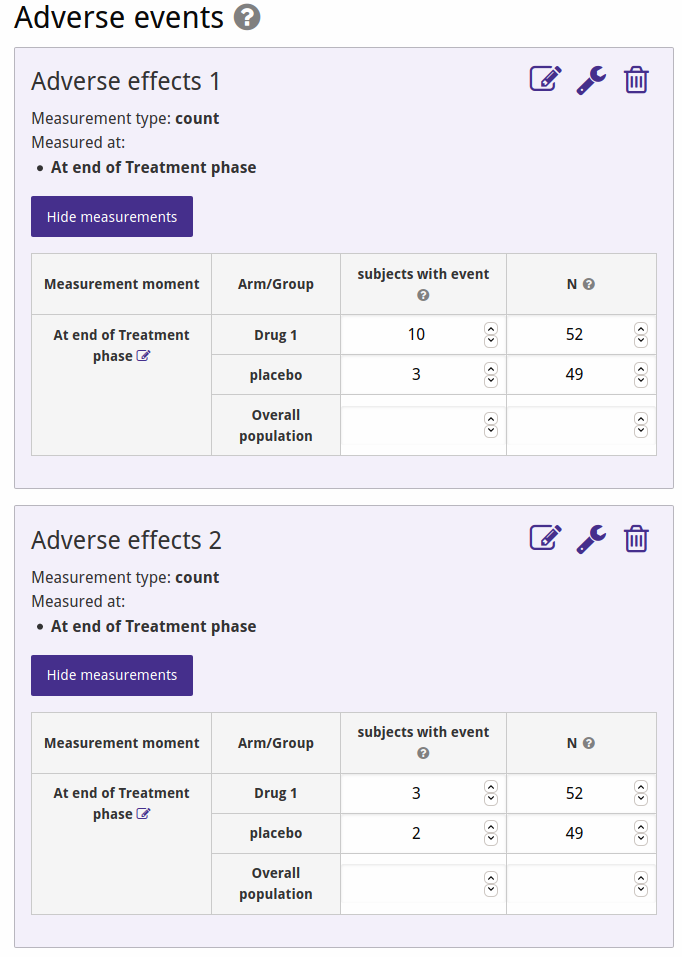 Adverse events ?
Adverse effects 1
Measurement type: count
Measured at:
• At end of Treatment phase
Hide measurements
Measurement moment Arm/Group subjects with event ? N ?
At end of Treatment phase Drug 1 10 52
placebo 3 49
Overall population
Adverse effects 2
Measurement type: count
Measured at:
• At end of Treatment phase
Hide measurements
Measurement moment Arm/Group subjects with event ? N ?
At end of Treatment phase Drug 1 3 52
placebo 2 49
Overall population